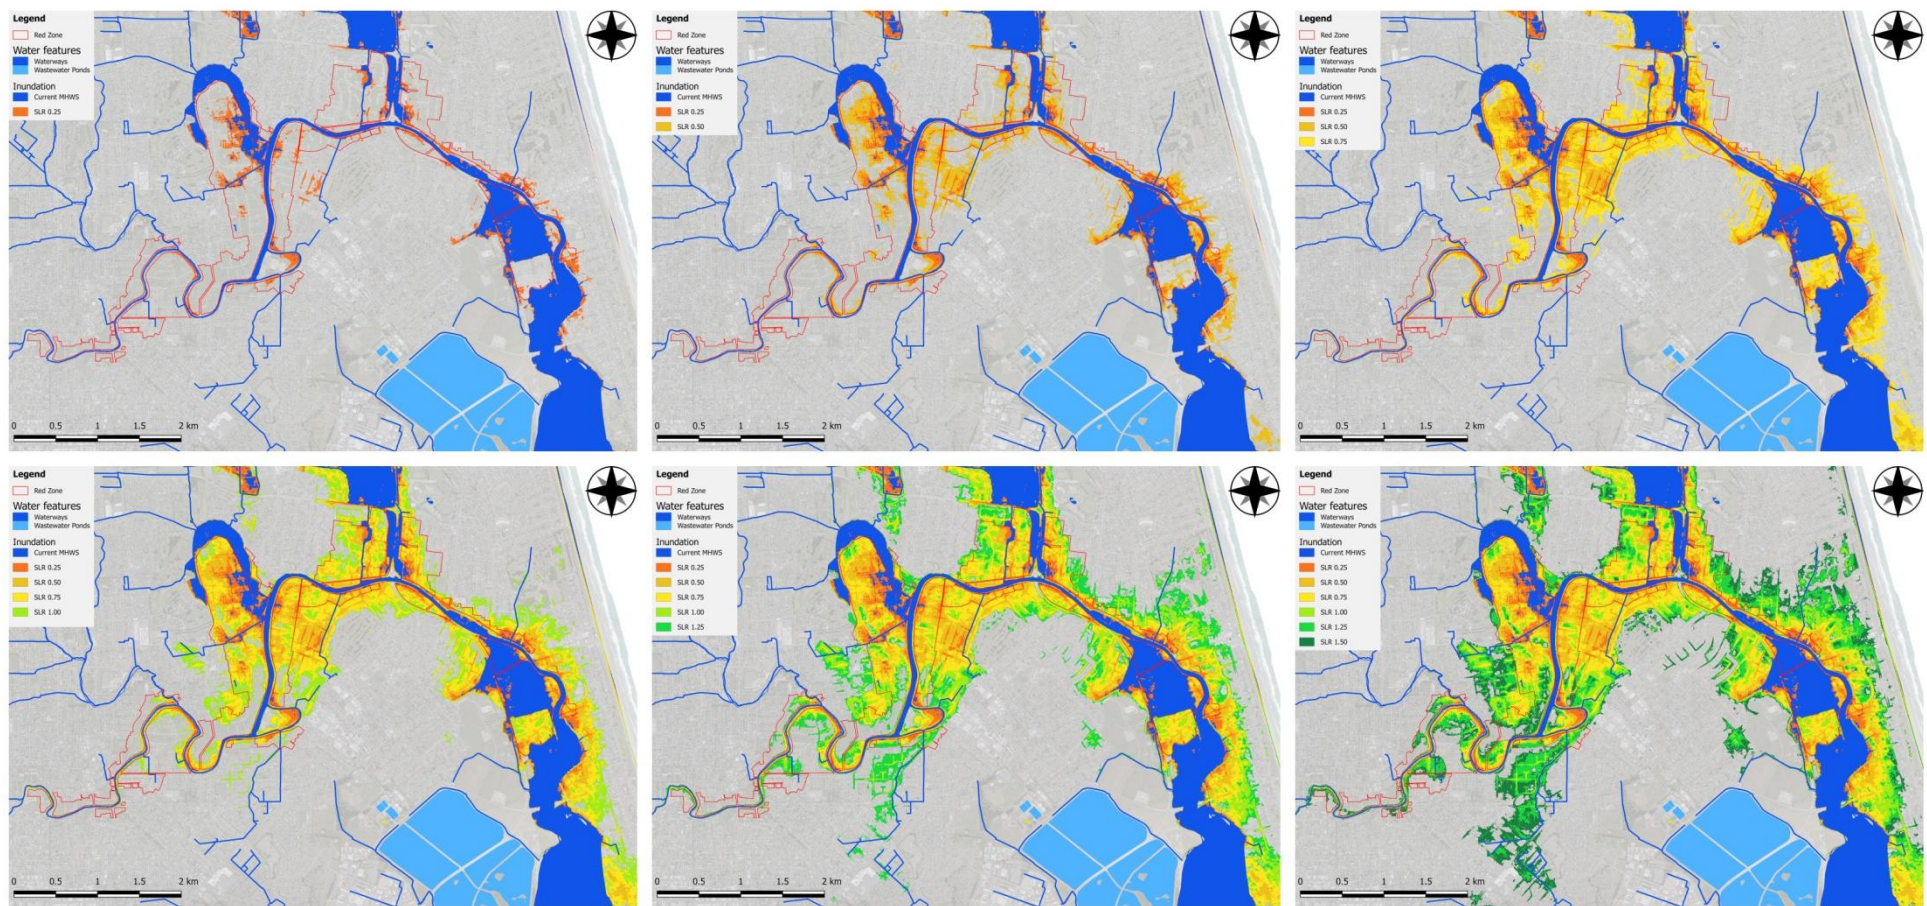 Legend
Red Zone
Water features
Waterways
Wastewater Ponds
Inundation
Current MHWS
SLR 0.25
0 0.5 1 1.5 2 km
Legend
Red Zone
Water features
Waterways
Wastewater Ponds
Inundation
Current MHWS
SLR 0.25
SLR 0.50
0 0.5 1 1.5 2 km
Legend
Red Zone
Water features
Waterways
Wastewater Ponds
Inundation
Current MHWS
SLR 0.25
SLR 0.50
SLR 0.75
0 0.5 1 1.5 2 km
Legend
Red Zone
Water features
Waterways
Wastewater Ponds
Inundation
Current MHWS
SLR 0.25
SLR 0.50
SLR 0.75
SLR 1.00
0 0.5 1 1.5 2 km
Legend
Red Zone
Water features
Waterways
Wastewater Ponds
Inundation
Current MHWS
SLR 0.25
SLR 0.50
SLR 0.75
SLR 1.00
SLR 1.25
0 0.5 1 1.5 2 km
Legend
Red Zone
Water features
Waterways
Wastewater Ponds
Inundation
Current MHWS
SLR 0.25
SLR 0.50
SLR 0.75
SLR 1.00
SLR 1.25
SLR 1.50
0 0.5 1 1.5 2 km